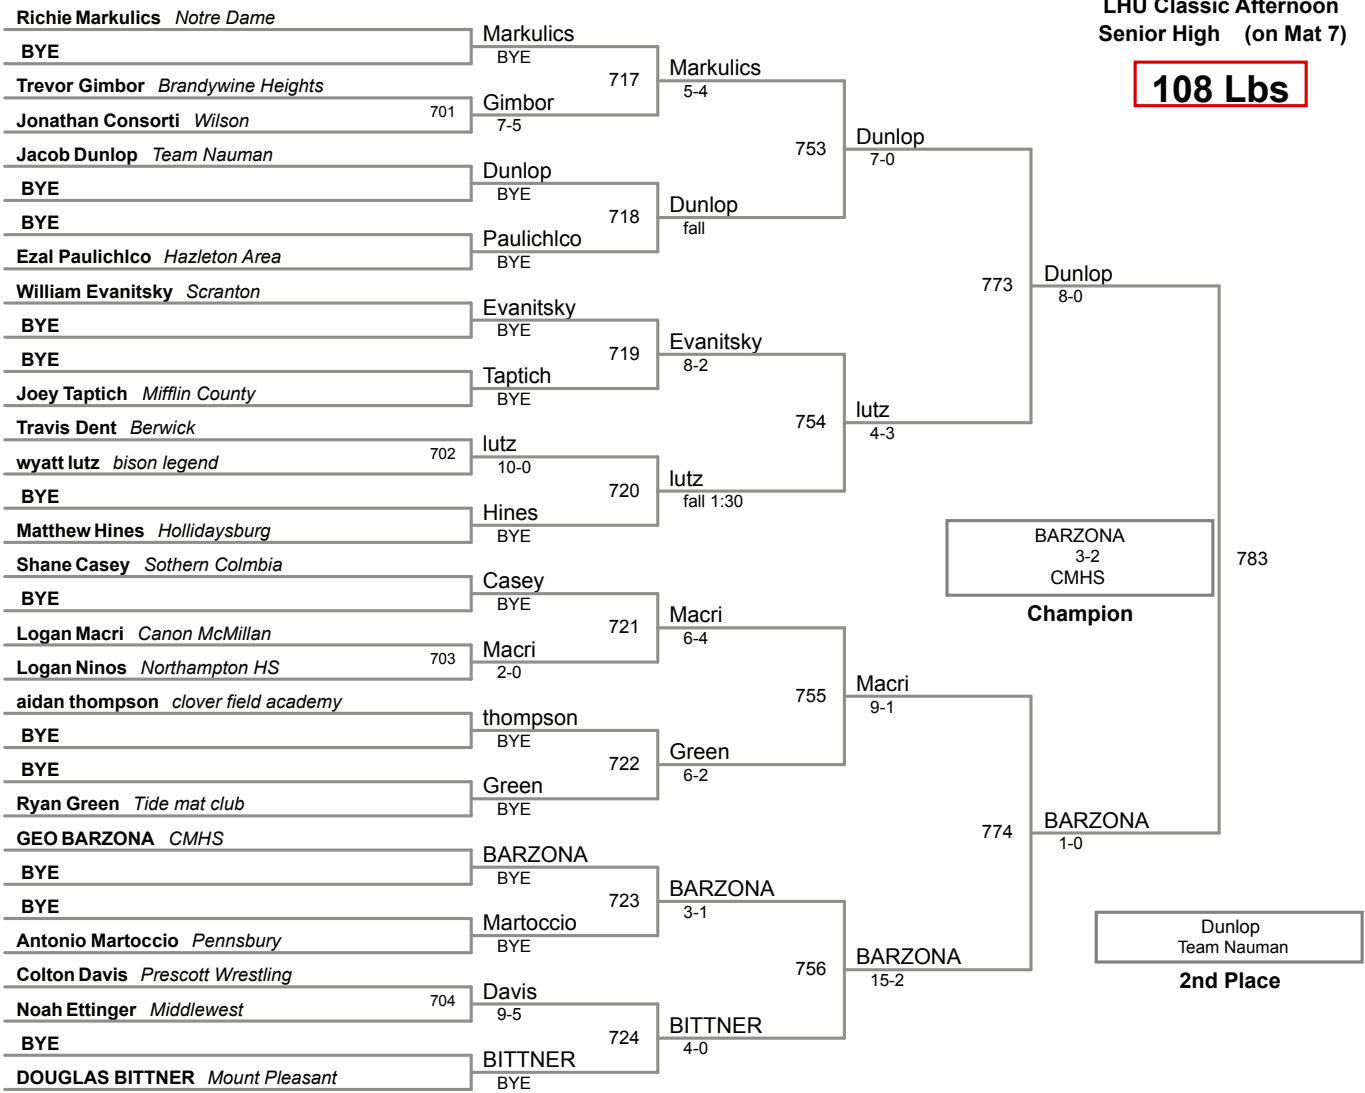 LHU Classic Afternoon
Senior High (on Mat 7)
108 Lbs
Richie Markulics Notre Dame
BYE
Trevor Gimbor Brandywine Heights
Jonathan Consorti Wilson
Jacob Dunlop Team Nauman
BYE
BYE
Ezal Paulichlco Hazleton Area
William Evanitsky Scranton
BYE
BYE
Joey Taptich Mifflin County
Travis Dent Berwick
wyatt lutz bison legend
BYE
Matthew Hines Hollidaysburg
Shane Casey Sothern Colmbia
BYE
Logan Macri Canon McMillan
Logan Ninos Northampton HS
aidan thompson clover field academy
BYE
BYE
Ryan Green Tide mat club
GEO BARZONA CMHS
BYE
BYE
Antonio Martoccio Pennsbury
Colton Davis Prescott Wrestling
Noah Ettinger Middlewest
BYE
DOUGLAS BITTNER Mount Pleasant
701
702
703
704
Markulics
BYE
Gimbor
7-5
Dunlop
BYE
Paulichlco
BYE
Evanitsky
BYE
Taptich
BYE
lutz
10-0
Hines
BYE
Casey
BYE
Macri
2-0
thompson
BYE
Green
BYE
BARZONA
BYE
Martoccio
BYE
Davis
9-5
BITTNER
BYE
717
718
719
720
721
722
723
724
Markulics
5-4
Dunlop
fall
Evanitsky
8-2
lutz
fall 1:30
Macri
6-4
Green
6-2
BARZONA
3-1
BITTNER
4-0
753
754
755
756
Dunlop
7-0
lutz
4-3
Macri
9-1
BARZONA
15-2
773
774
Dunlop
8-0
BARZONA
1-0
783
BARZONA
3-2
CMHS
Champion
Dunlop
Team Nauman
2nd Place